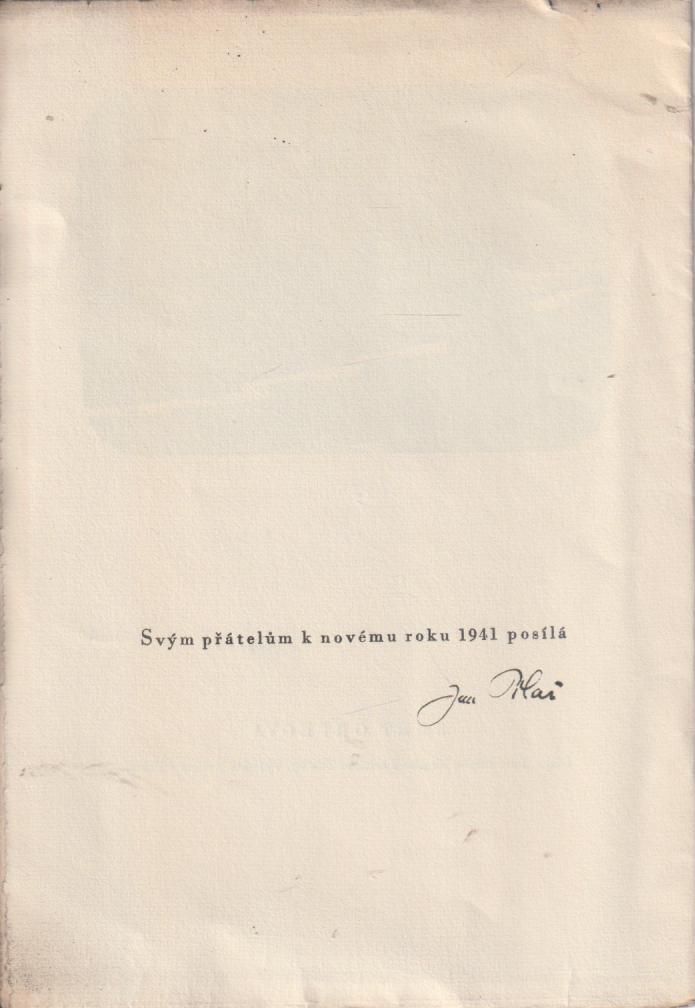 Svým přátelům k novému roku 1941 posílá
Jan Pilař